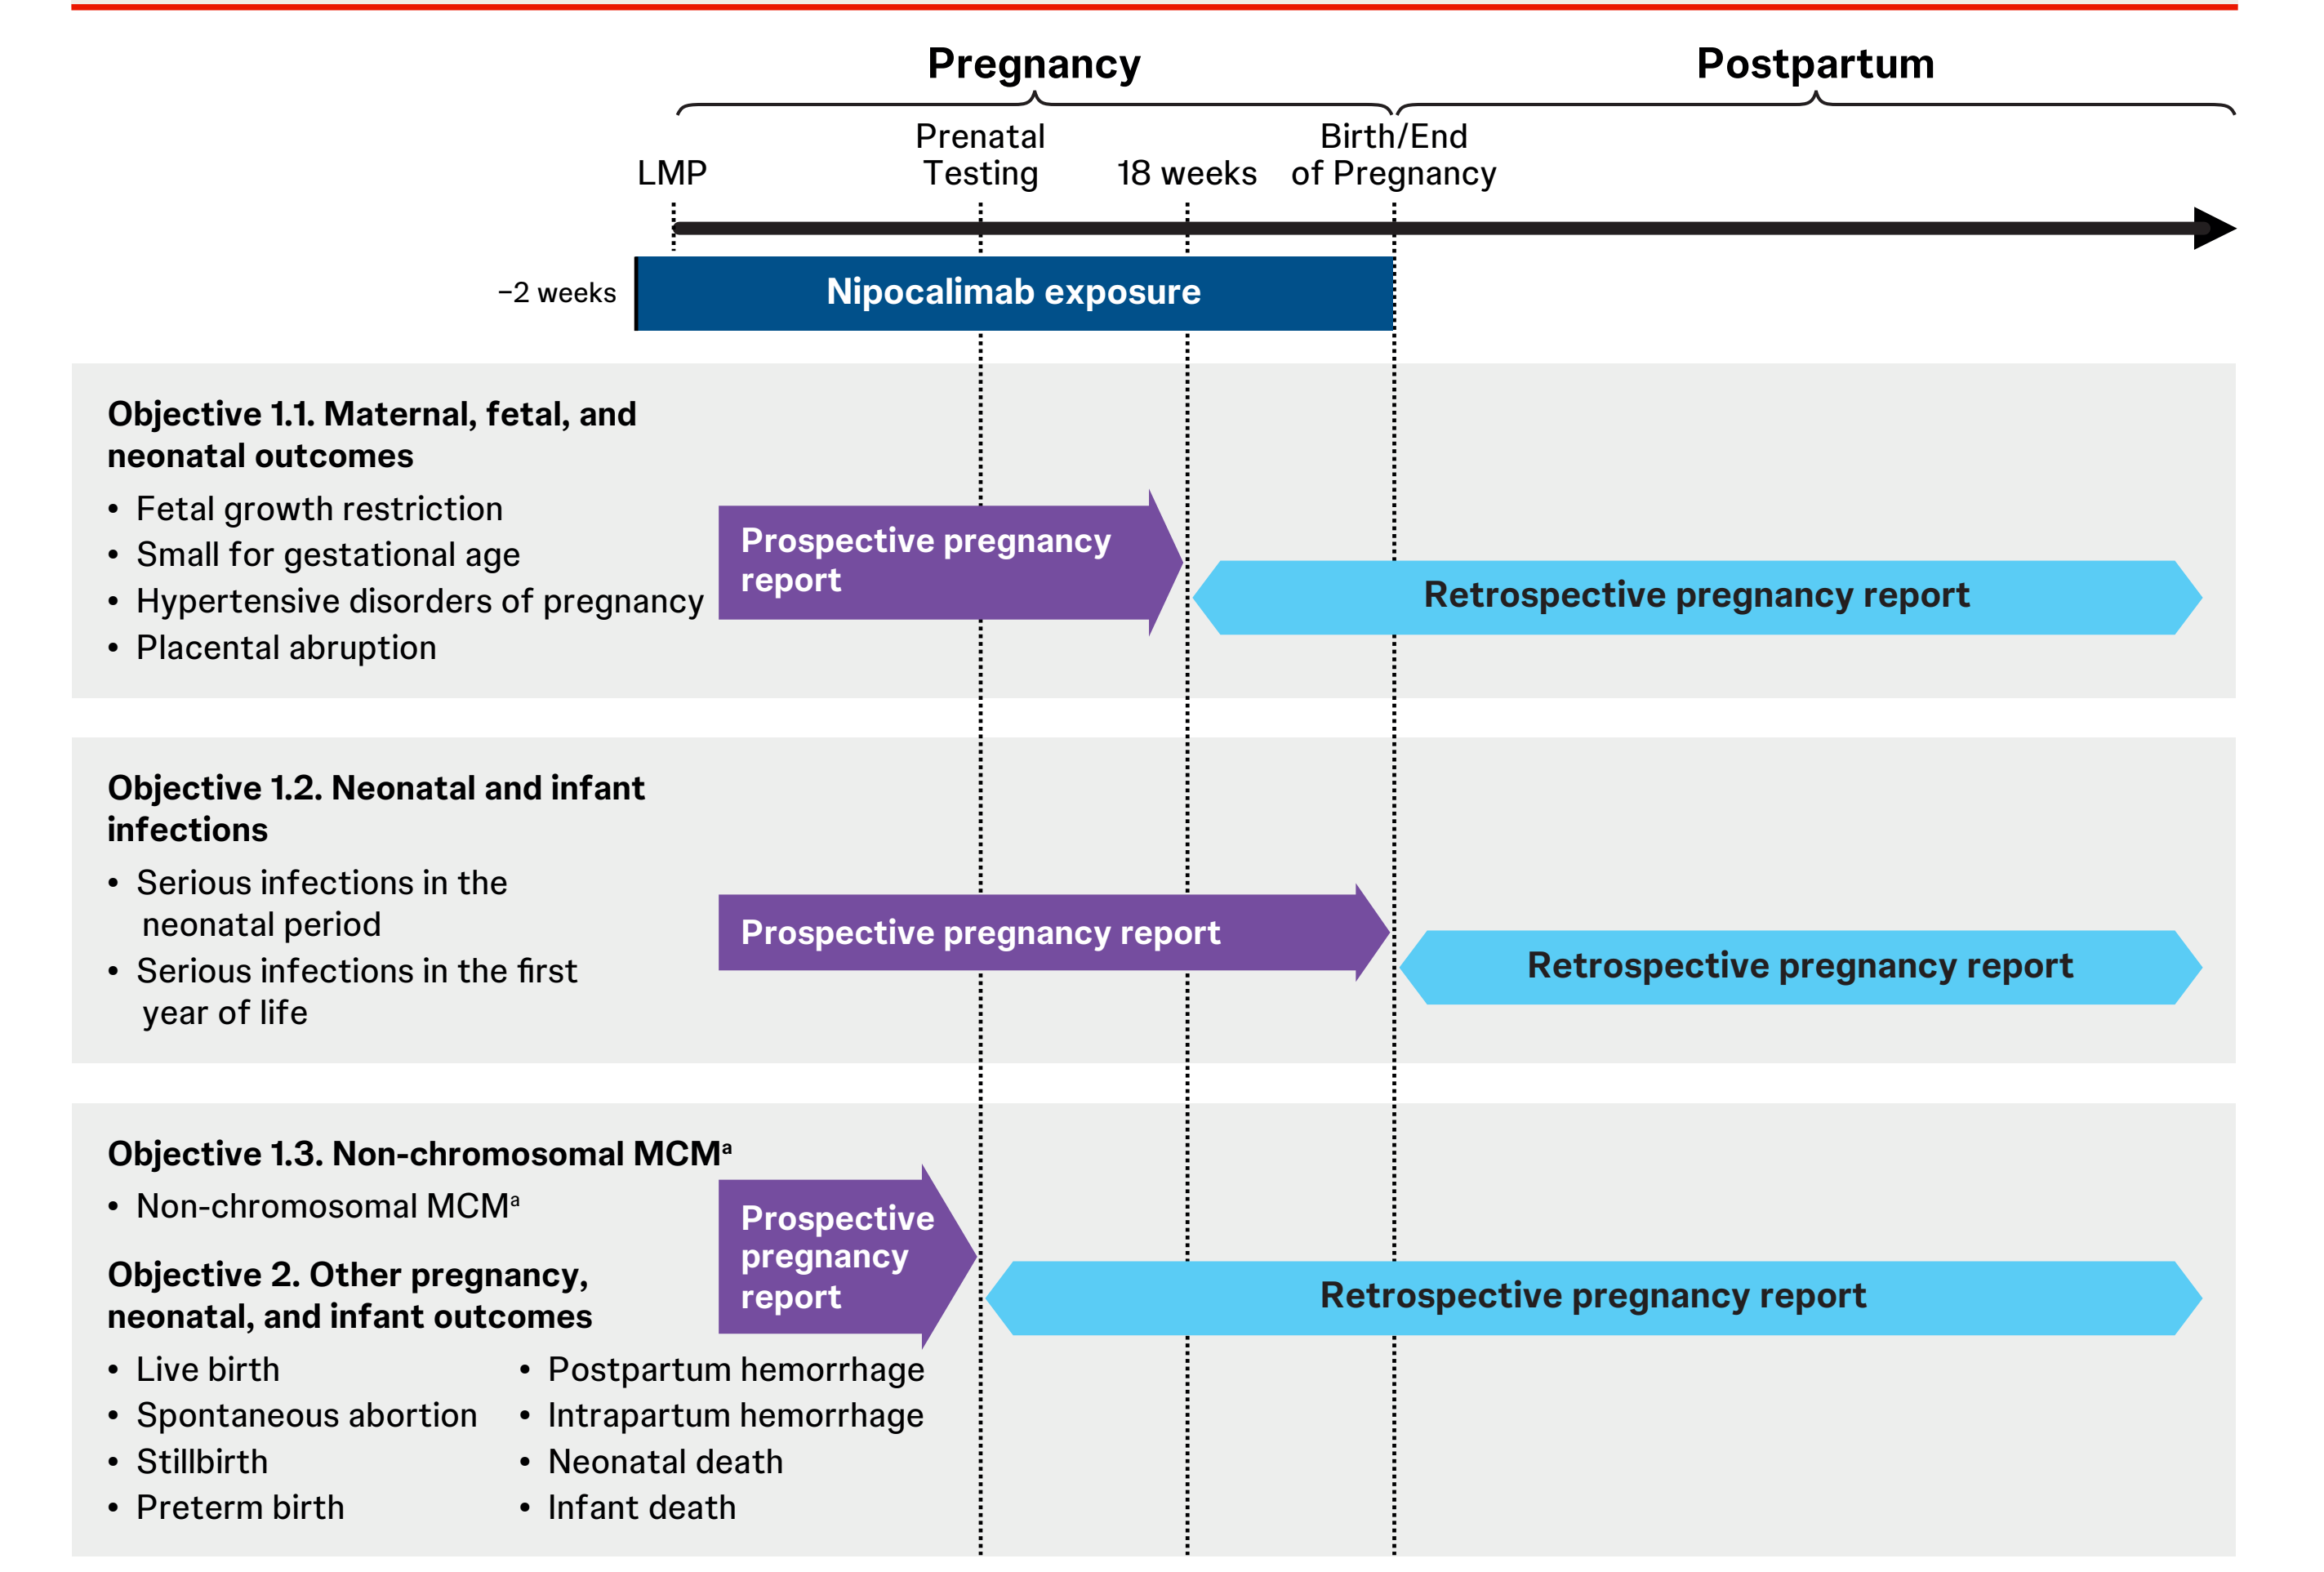 Pregnancy
Postpartum
LMP
Prenatal
Testing
18 weeks
Birth/End
of Pregnancy
−2 weeks
Nipocalimab exposure
Objective 1.1. Maternal, fetal, and
neonatal outcomes
• Fetal growth restriction
• Small for gestational age
• Hypertensive disorders of pregnancy
• Placental abruption
Prospective pregnancy
report
Retrospective pregnancy report
Objective 1.2. Neonatal and infant
infections
• Serious infections in the
neonatal period
• Serious infections in the first
year of life
Prospective pregnancy report
Retrospective pregnancy report
Objective 1.3. Non-chromosomal MCMᵃ
• Non-chromosomal MCMᵃ
Objective 2. Other pregnancy,
neonatal, and infant outcomes
• Live birth
• Spontaneous abortion
• Stillbirth
• Preterm birth
• Postpartum hemorrhage
• Intrapartum hemorrhage
• Neonatal death
• Infant death
Prospective
pregnancy
report
Retrospective pregnancy report